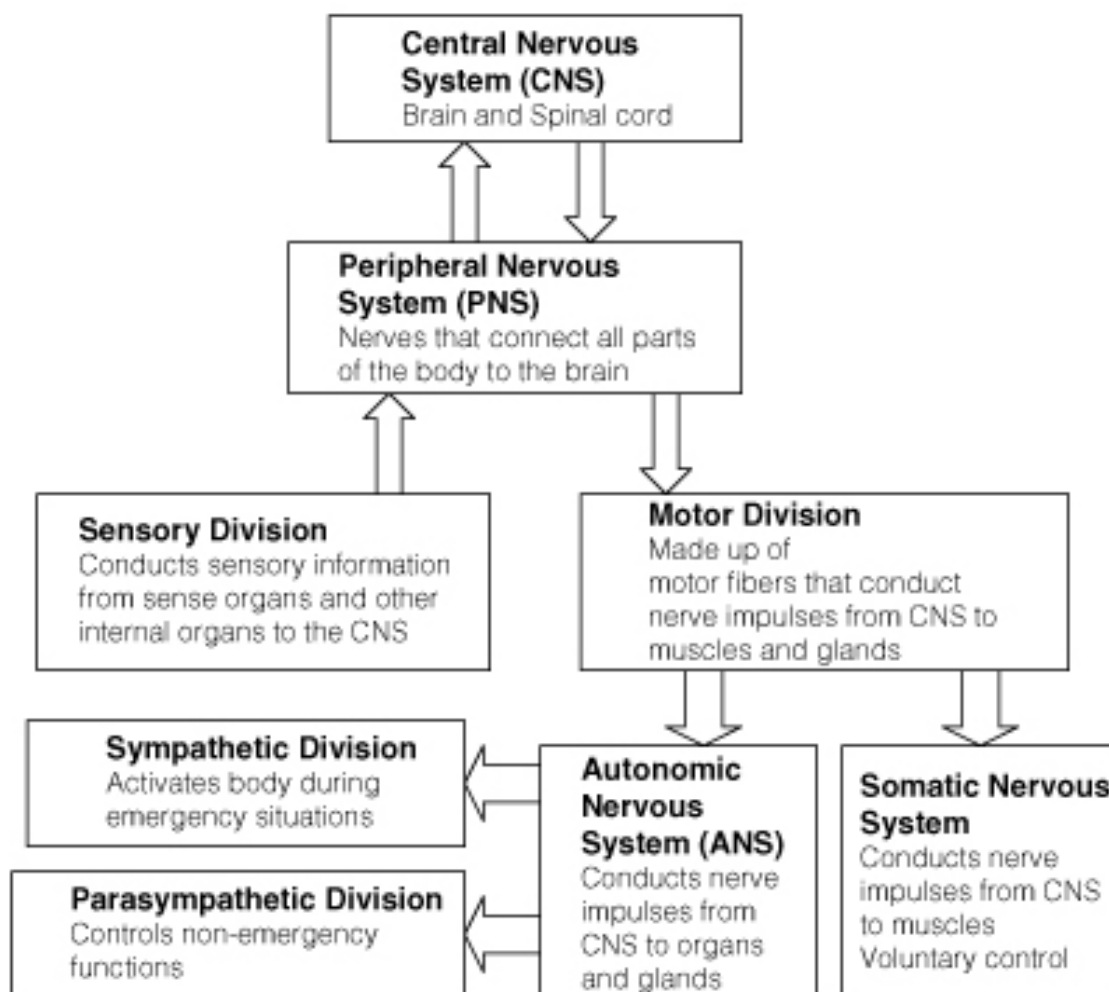 Central Nervous
System (CNS)
Brain and Spinal cord
Peripheral Nervous
System (PNS)
Nerves that connect all parts
of the body to the brain
Sensory Division
Conducts sensory information
from sense organs and other
internal organs to the CNS
Motor Division
Made up of
motor fibers that conduct
nerve impulses from CNS to
muscles and glands
Sympathetic Division
Activates body during
emergency situations
Parasympathetic Division
Controls non-emergency
functions
Autonomic
Nervous
System (ANS)
Conducts nerve
impulses from
CNS to organs
and glands
Somatic Nervous
System
Conducts nerve
impulses from CNS
to muscles
Voluntary control